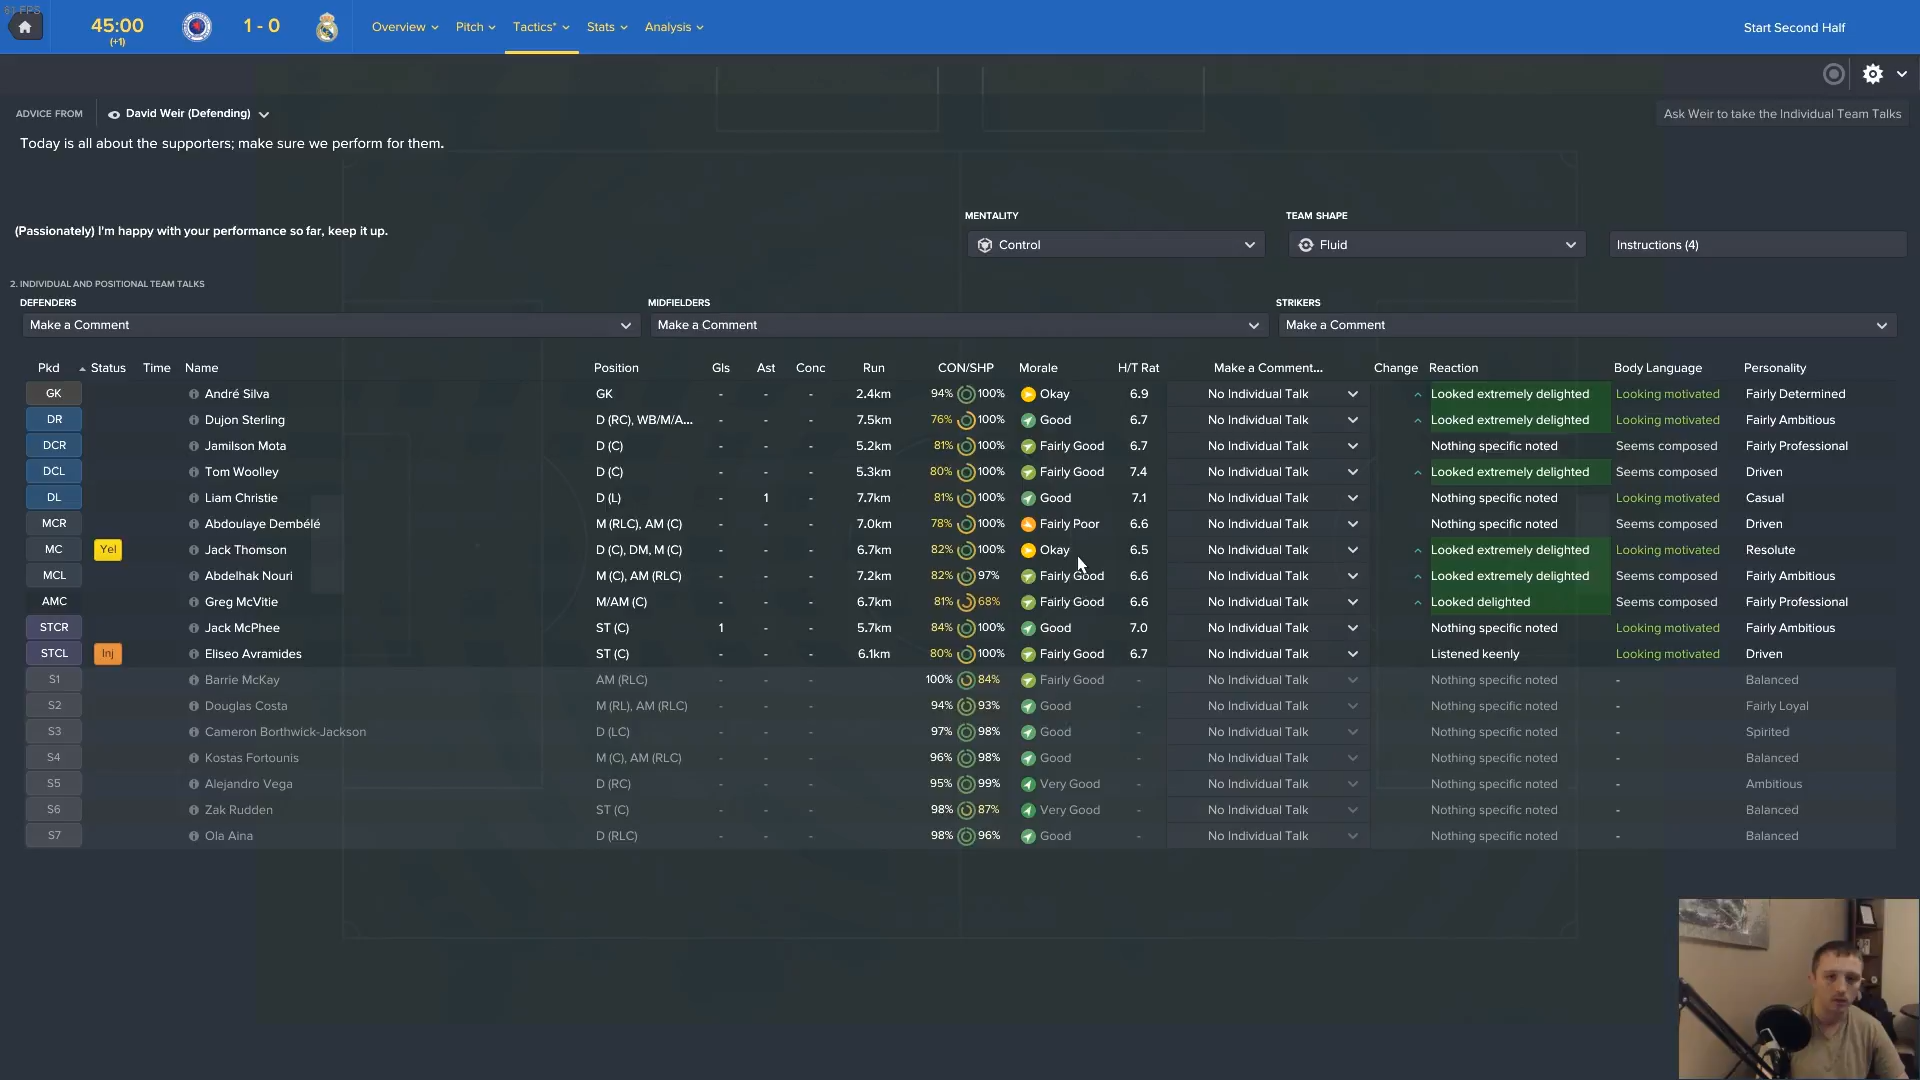 61 FPS
45:00
(+1)
1 - 0
Overview
Pitch
Tactics*
Stats
Analysis
Start Second Half
ADVICE FROM
David Weir (Defending)
Ask Weir to take the Individual Team Talks
Today is all about the supporters; make sure we perform for them.
MENTALITY
TEAM SHAPE
(Passionately) I'm happy with your performance so far, keep it up.
Control
Fluid
Instructions (4)
2. INDIVIDUAL AND POSITIONAL TEAM TALKS
DEFENDERS
MIDFIELDERS
STRIKERS
Make a Comment
Make a Comment
Make a Comment
Pkd Status Time Name Position Gls Ast Conc Run CON/SHP Morale H/T Rat Make a Comment... Change Reaction Body Language Personality
GK André Silva GK - - - 2.4km 94% 100% Okay 6.9 No Individual Talk Looked extremely delighted Looking motivated Fairly Determined
DR Dujon Sterling D (RC), WB/M/A... - - - 7.5km 76% 100% Good 6.7 No Individual Talk Looked extremely delighted Looking motivated Fairly Ambitious
DCR Jamilson Mota D (C) - - - 5.2km 81% 100% Fairly Good 6.7 No Individual Talk Nothing specific noted Seems composed Fairly Professional
DCL Tom Woolley D (C) - - - 5.3km 80% 100% Fairly Good 7.4 No Individual Talk Looked extremely delighted Seems composed Driven
DL Liam Christie D (L) - 1 - 7.7km 81% 100% Good 7.1 No Individual Talk Nothing specific noted Looking motivated Casual
MCR Abdoulaye Dembélé M (RLC), AM (C) - - - 7.0km 78% 100% Fairly Poor 6.6 No Individual Talk Nothing specific noted Seems composed Driven
MC Yel Jack Thomson D (C), DM, M (C) - - - 6.7km 82% 100% Okay 6.5 No Individual Talk Looked extremely delighted Looking motivated Resolute
MCL Abdelhak Nouri M (C), AM (RLC) - - - 7.2km 82% 97% Fairly Good 6.6 No Individual Talk Looked extremely delighted Seems composed Fairly Ambitious
AMC Greg McVitie M/AM (C) - - - 6.7km 81% 68% Fairly Good 6.6 No Individual Talk Looked delighted Seems composed Fairly Professional
STCR Jack McPhee ST (C) 1 - - 5.7km 84% 100% Good 7.0 No Individual Talk Nothing specific noted Looking motivated Fairly Ambitious
STCL Inj Eliseo Avramides ST (C) - - - 6.1km 80% 100% Fairly Good 6.7 No Individual Talk Listened keenly Looking motivated Driven
S1 Barrie McKay AM (RLC) - - - 100% 84% Fairly Good - No Individual Talk Nothing specific noted - Balanced
S2 Douglas Costa M (RL), AM (RLC) - - - 94% 93% Good - No Individual Talk Nothing specific noted - Fairly Loyal
S3 Cameron Borthwick-Jackson D (LC) - - - 97% 98% Good - No Individual Talk Nothing specific noted - Spirited
S4 Kostas Fortounis M (C), AM (RLC) - - - 96% 98% Good - No Individual Talk Nothing specific noted - Balanced
S5 Alejandro Vega D (RC) - - - 95% 99% Very Good - No Individual Talk Nothing specific noted - Ambitious
S6 Zak Rudden ST (C) - - - 98% 87% Very Good - No Individual Talk Nothing specific noted - Balanced
S7 Ola Aina D (RLC) - - - 98% 96% Good - No Individual Talk Nothing specific noted - Balanced